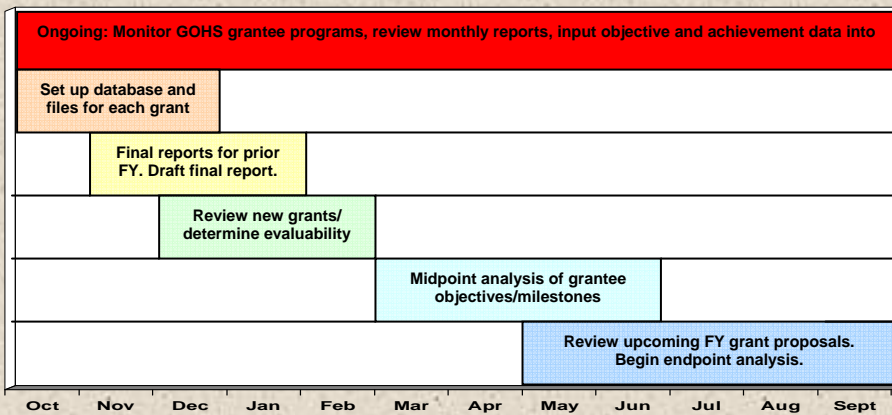 Ongoing: Monitor GOHS grantee programs, review monthly reports, input objective and achievement data into
Set up database and
files for each grant
Final reports for prior
FY. Draft final report.
Review new grants/
determine evaluability
Midpoint analysis of grantee
objectives/milestones
Review upcoming FY grant proposals.
Begin endpoint analysis.
Oct Nov Dec Jan Feb Mar Apr May Jun Jul Aug Sept